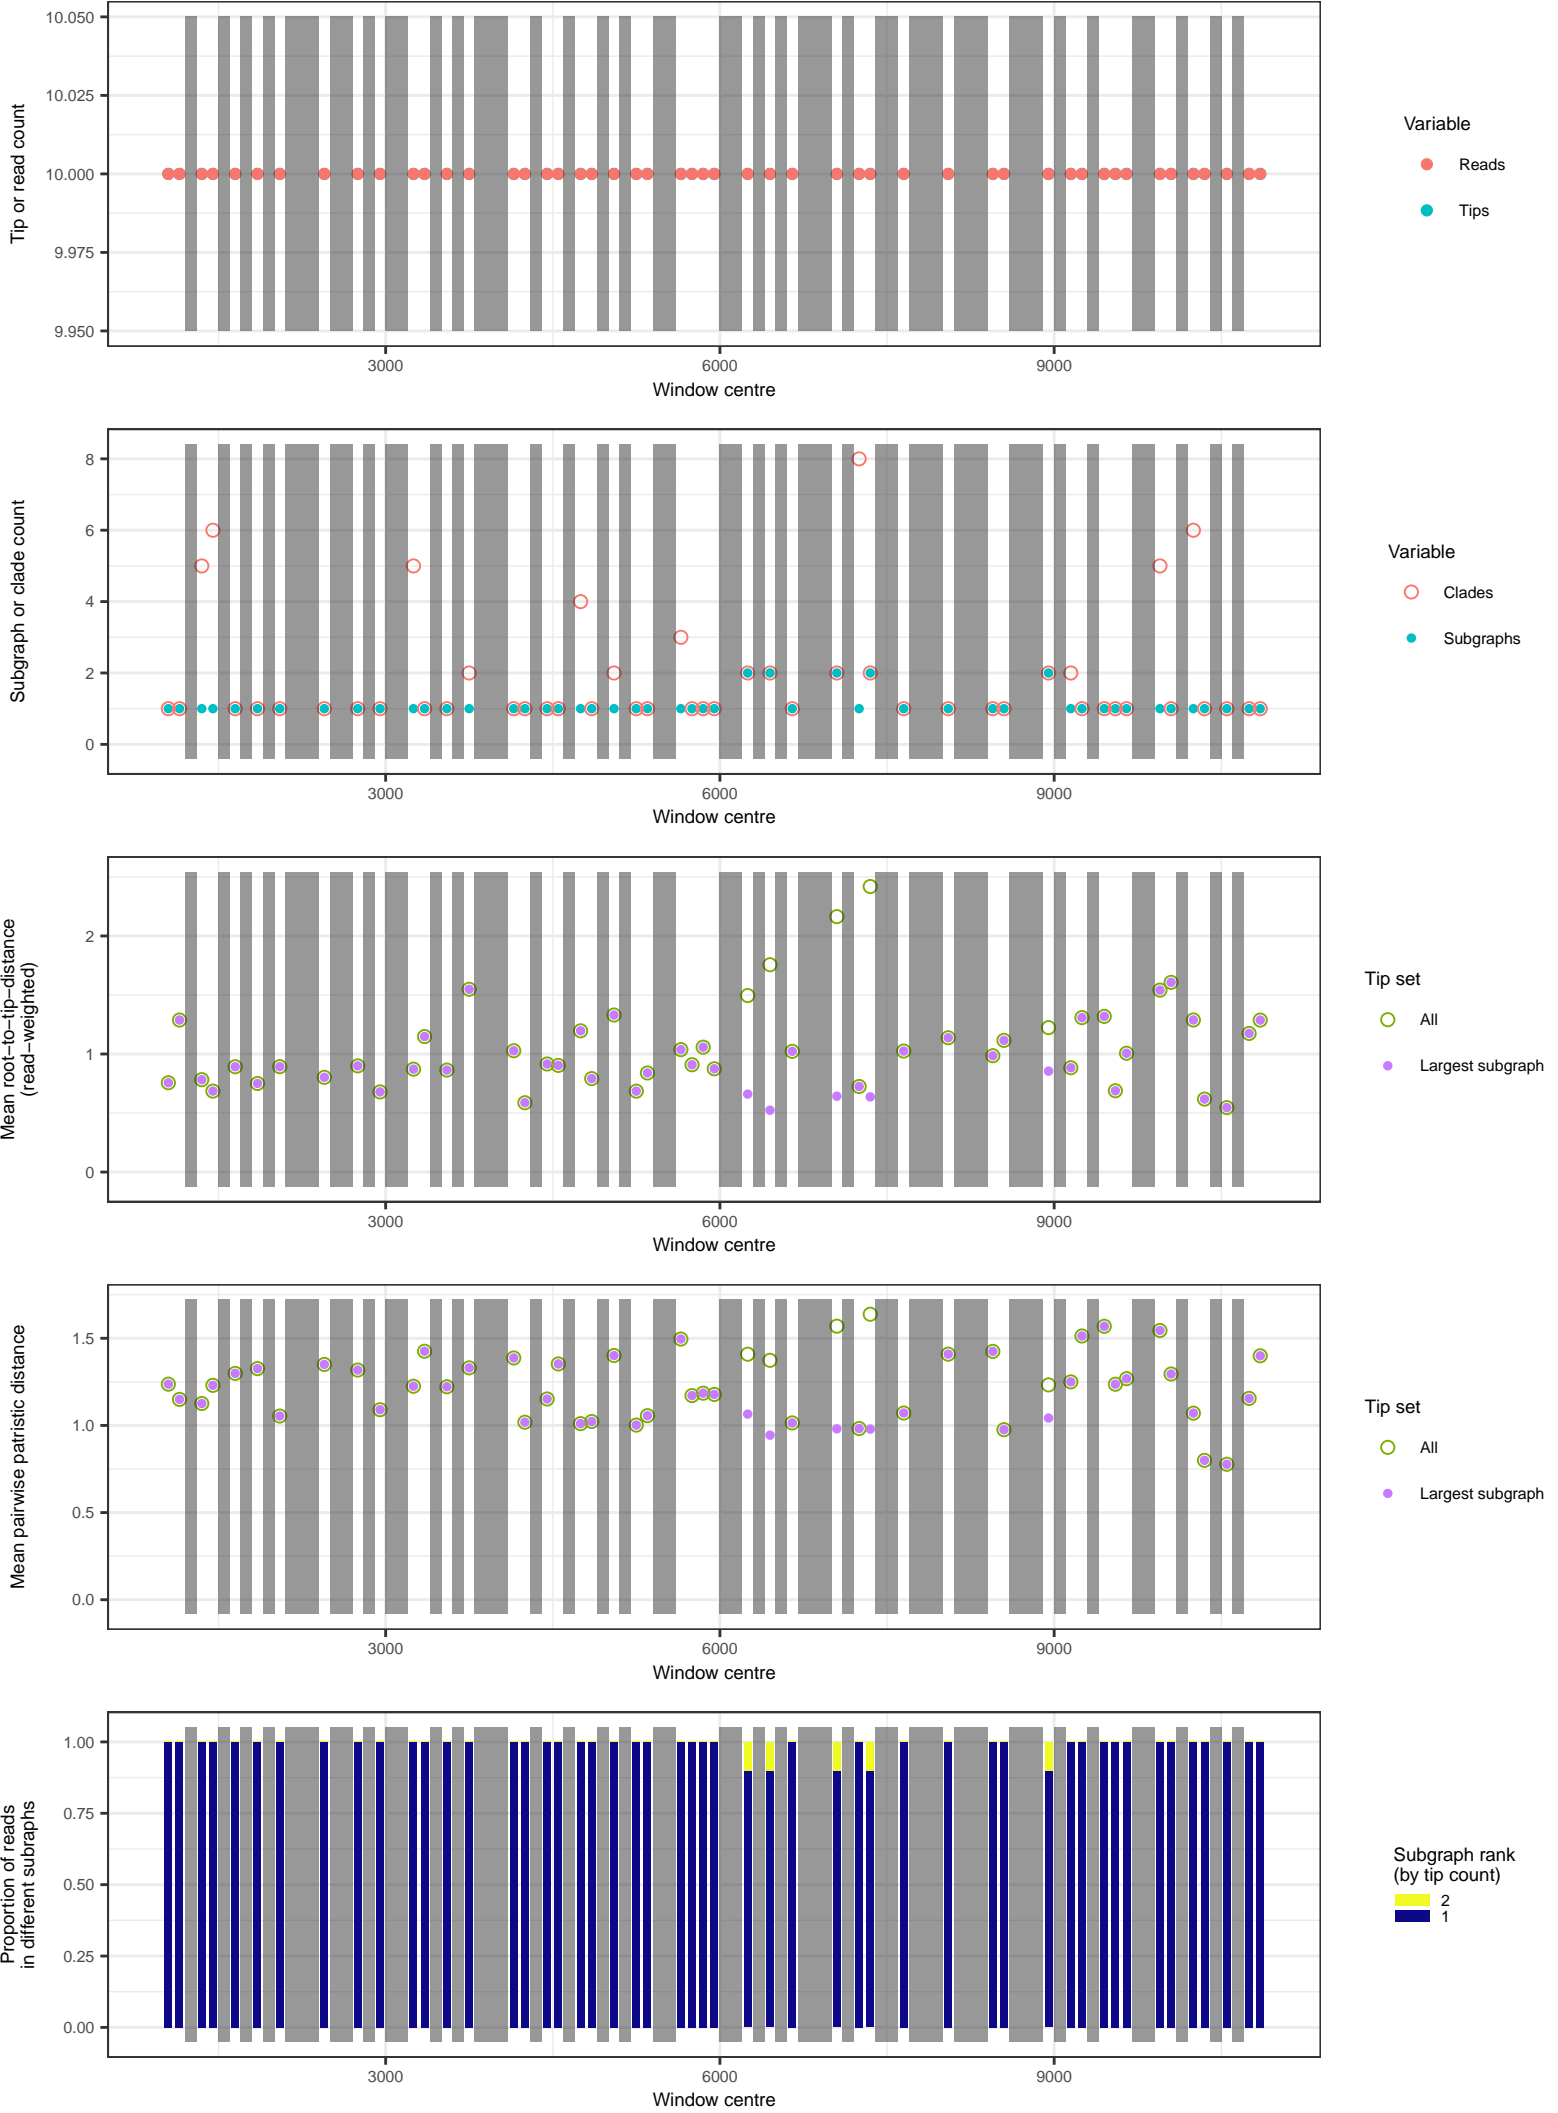 10.050
10.025
10.000
9.975
9.950
Tip or read count
3000
6000
9000
Window centre
Variable
Reads
Tips
8
6
4
2
0
Subgraph or clade count
3000
6000
9000
Window centre
Variable
Clades
Subgraphs
2
1
0
Mean root−to−tip−distance
(read−weighted)
3000
6000
9000
Window centre
Tip set
All
Largest subgraph
1.5
1.0
0.5
0.0
Mean pairwise patristic distance
3000
6000
9000
Window centre
Tip set
All
Largest subgraph
1.00
0.75
0.50
0.25
0.00
Proportion of reads
in different subraphs
3000
6000
9000
Window centre
Subgraph rank
(by tip count)
2
1